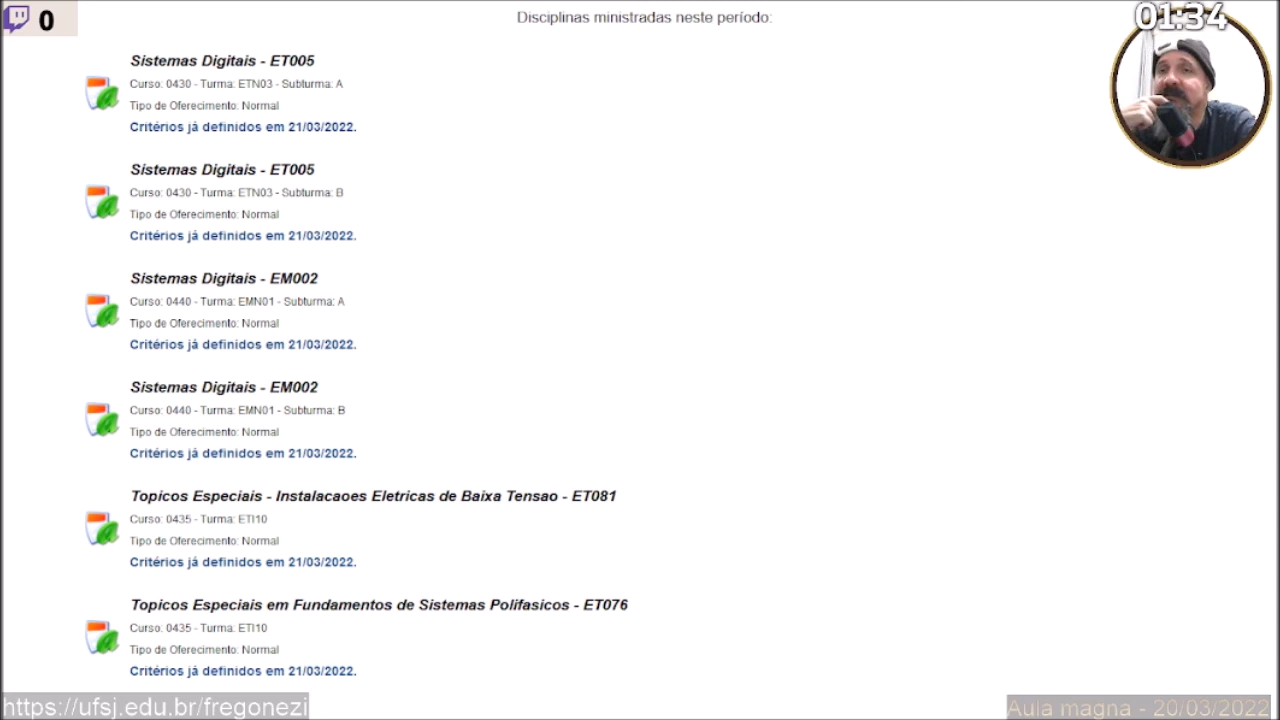 0
Disciplinas ministradas neste período:
01:34
Sistemas Digitais - ET005
Curso: 0430 - Turma: ETN03 - Subturma: A
Tipo de Oferecimento: Normal
Critérios já definidos em 21/03/2022.
Sistemas Digitais - ET005
Curso: 0430 - Turma: ETN03 - Subturma: B
Tipo de Oferecimento: Normal
Critérios já definidos em 21/03/2022.
Sistemas Digitais - EM002
Curso: 0440 - Turma: EMN01 - Subturma: A
Tipo de Oferecimento: Normal
Critérios já definidos em 21/03/2022.
Sistemas Digitais - EM002
Curso: 0440 - Turma: EMN01 - Subturma: B
Tipo de Oferecimento: Normal
Critérios já definidos em 21/03/2022.
Topicos Especiais - Instalacaoes Eletricas de Baixa Tensao - ET081
Curso: 0435 - Turma: ETI10
Tipo de Oferecimento: Normal
Critérios já definidos em 21/03/2022.
Topicos Especiais em Fundamentos de Sistemas Polifasicos - ET076
Curso: 0435 - Turma: ETI10
Tipo de Oferecimento: Normal
Critérios já definidos em 21/03/2022.
https://ufsj.edu.br/fregonezi
Aula magna - 20/03/2022